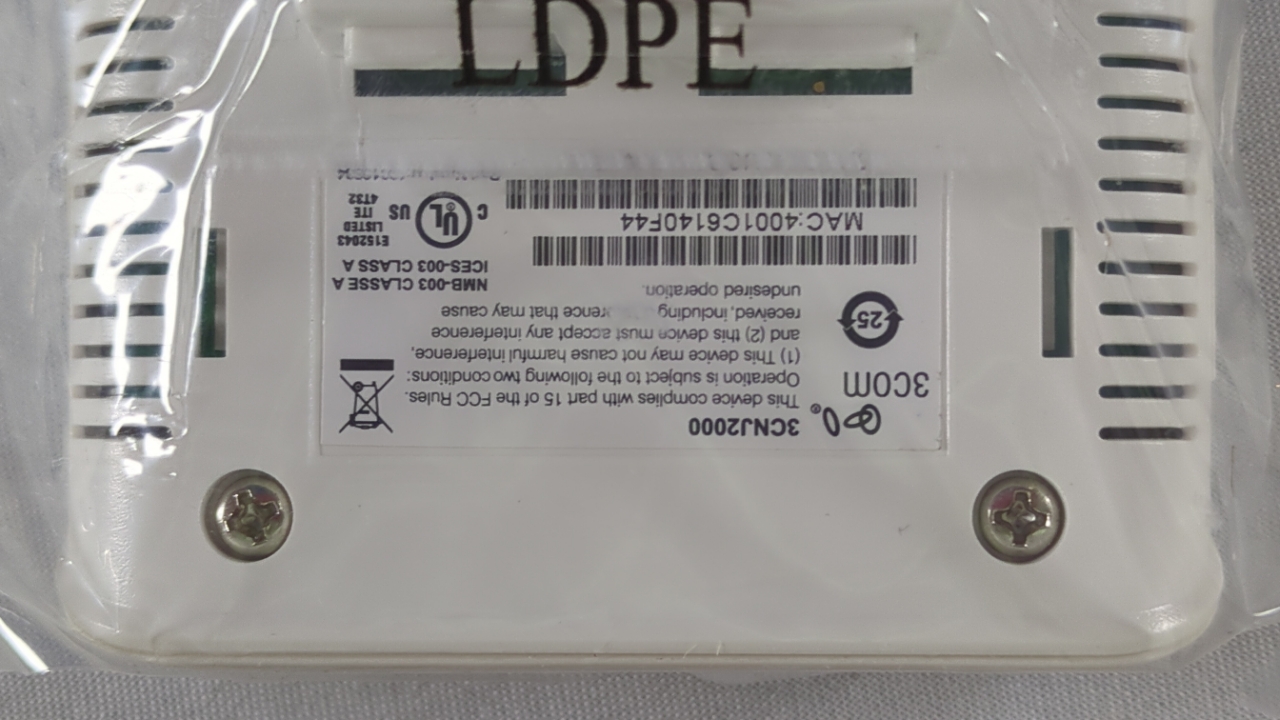 LDPE
3CNJ2000
This device complies with part 15 of the FCC Rules.
Operation is subject to the following two conditions:
(1) This device may not cause harmful interference,
and (2) this device must accept any interference
received, including that may cause
undesired operation.
3COM
25
NMB-003 CLASSE A
ICES-003 CLASS A
MAC:4001C6140F44
C UL US
®
E152043
LISTED
ITE
4T32